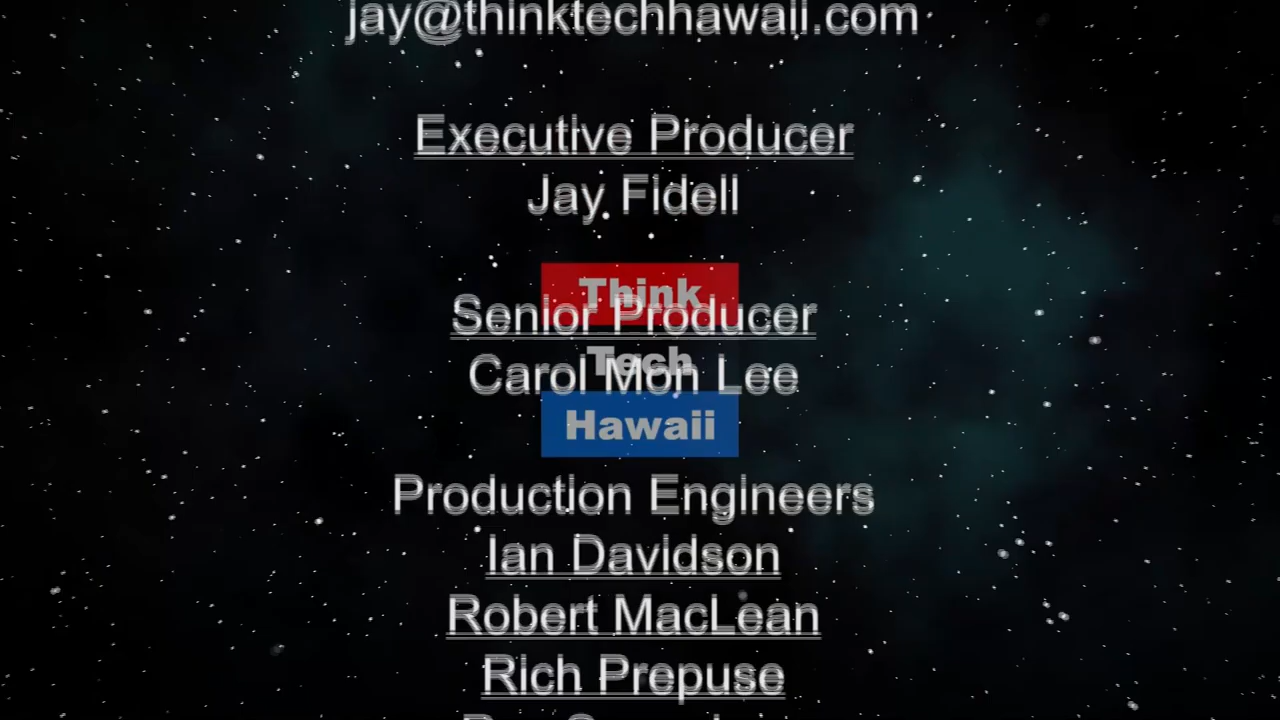 jay@thinktechhawaii.com
Executive Producer
Jay Fidell
Think
Senior Producer
Tech
Carol Mon Lee
Hawaii
Production Engineers
Ian Davidson
Robert MacLean
Rich Prepuse